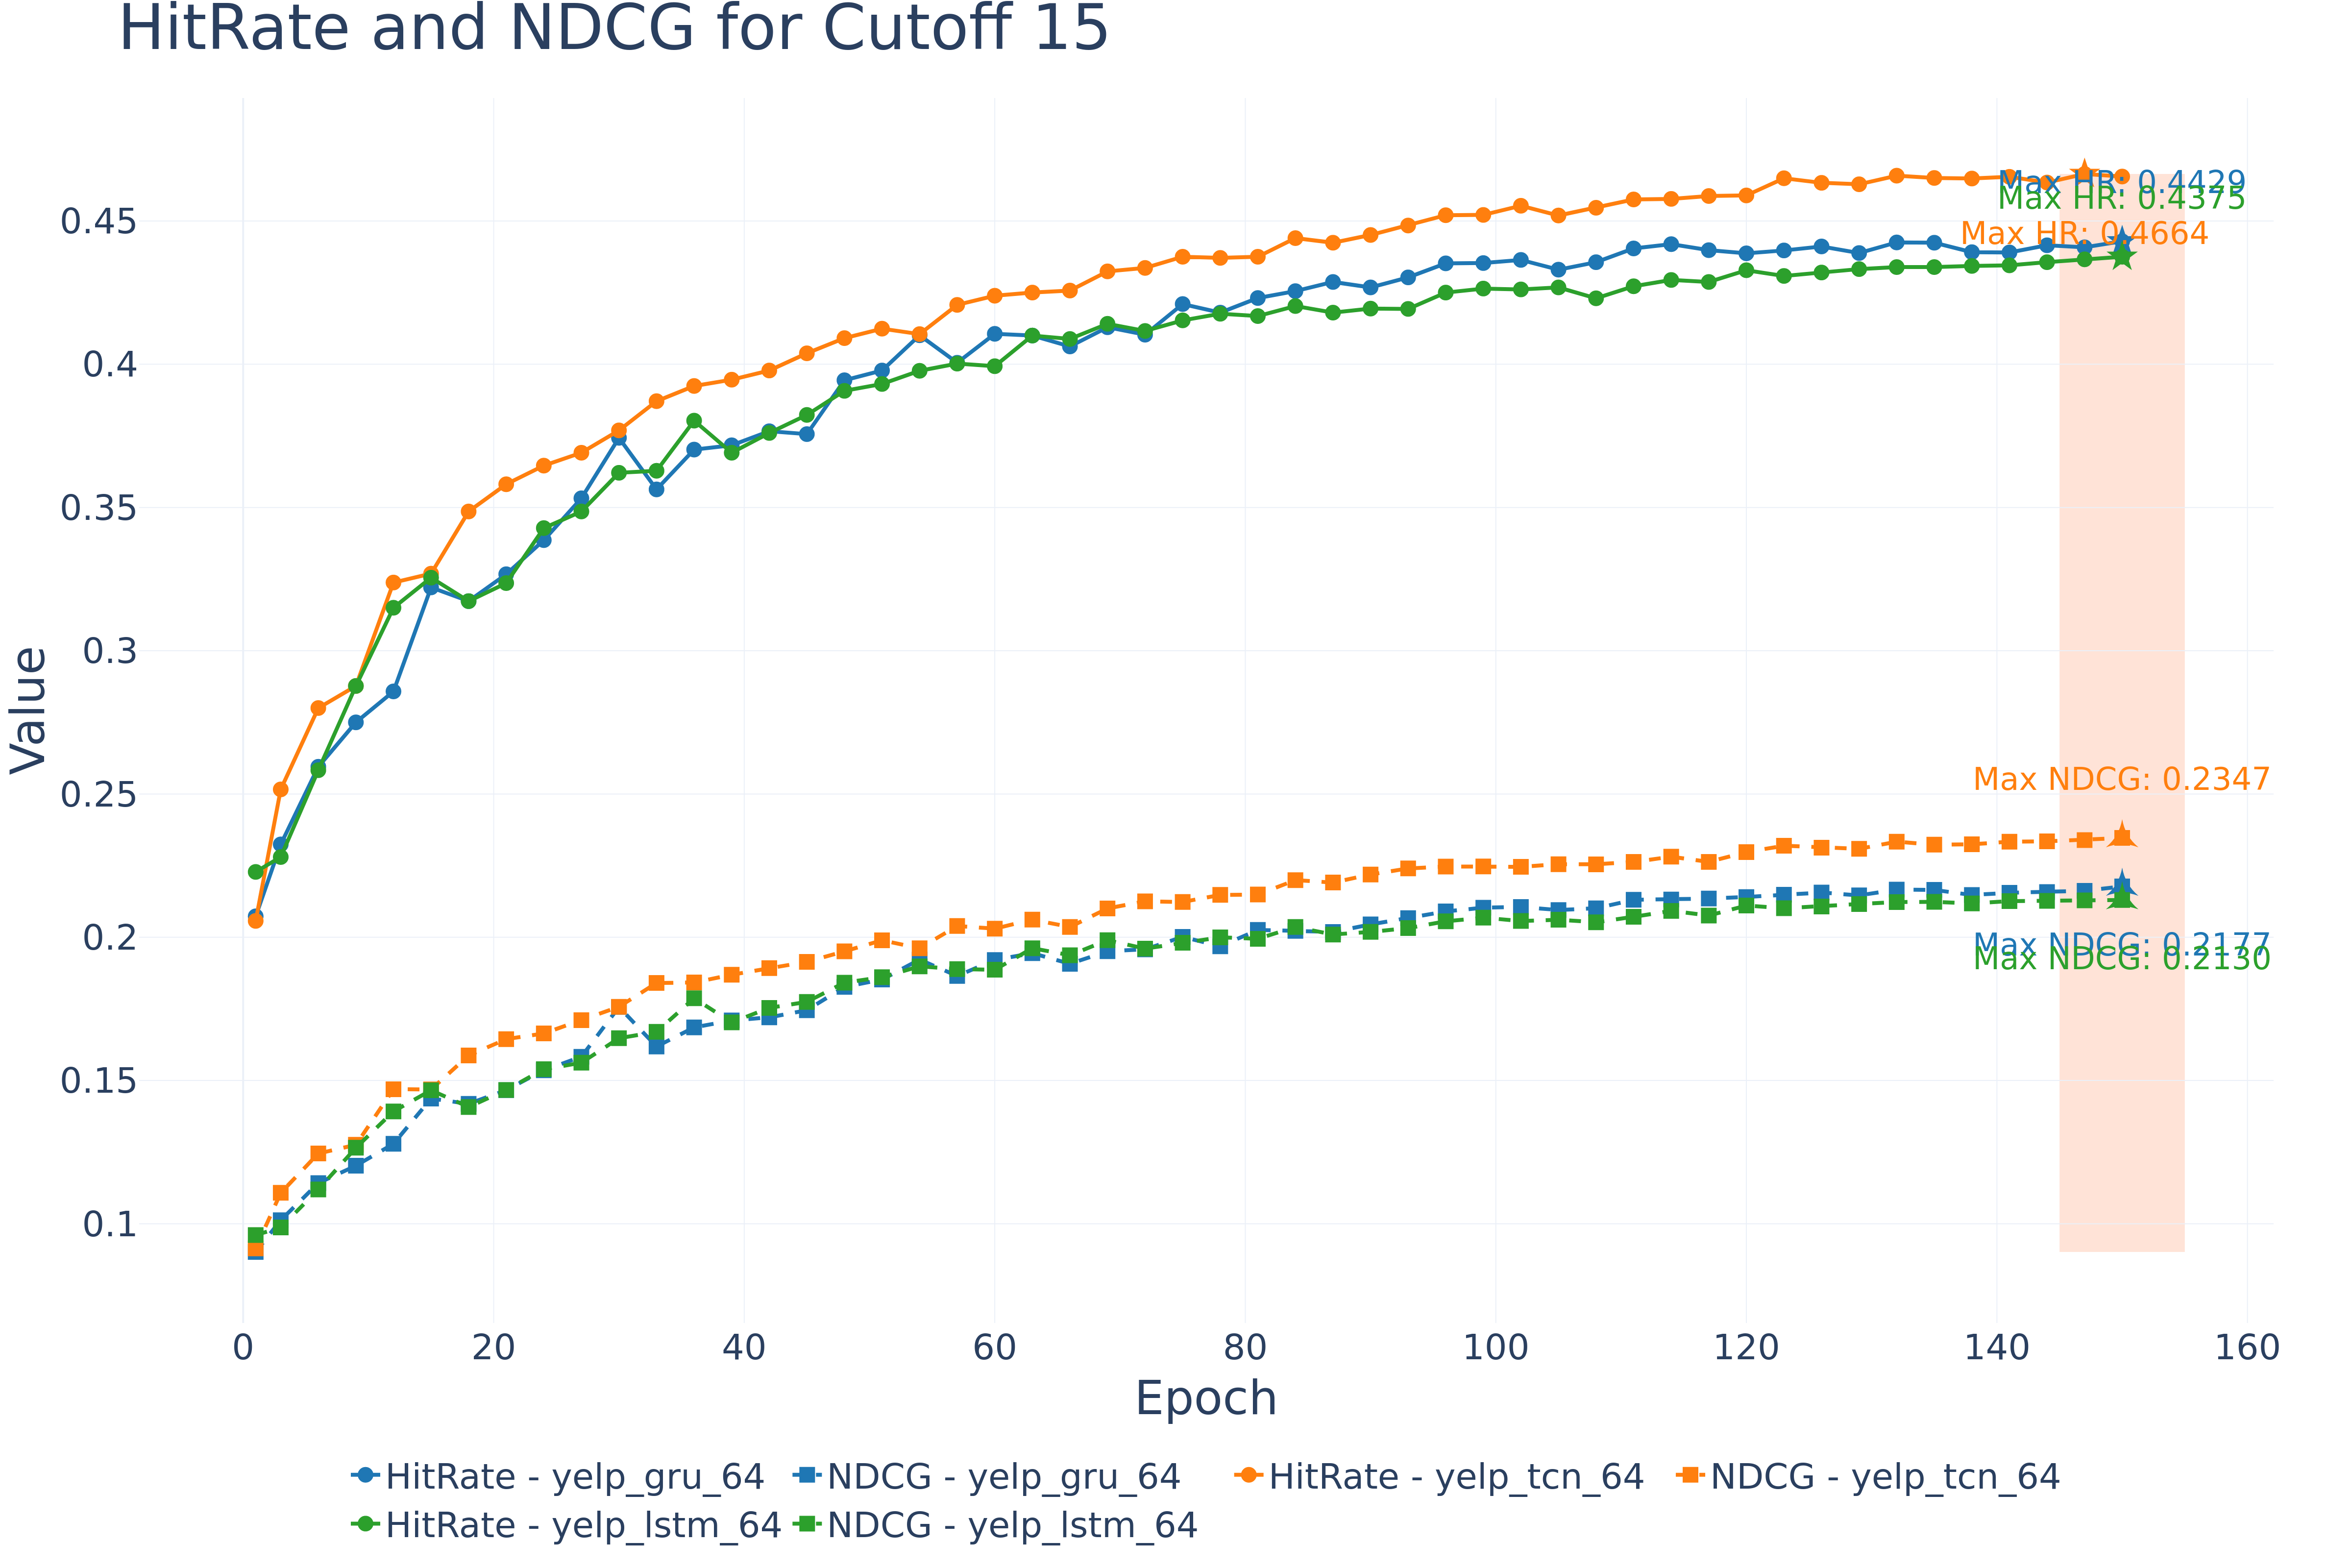 HitRate and NDCG for Cutoff 15
Max HR: 0.4429
Max HR: 0.4375
Max HR: 0.4664
Max NDCG: 0.2347
Max NDCG: 0.2177
Max NDCG: 0.2130
Value
0.45
0.4
0.35
0.3
0.25
0.2
0.15
0.1
0 20 40 60 80 100 120 140 160
Epoch
HitRate - yelp_gru_64 NDCG - yelp_gru_64 HitRate - yelp_tcn_64 NDCG - yelp_tcn_64
HitRate - yelp_lstm_64 NDCG - yelp_lstm_64